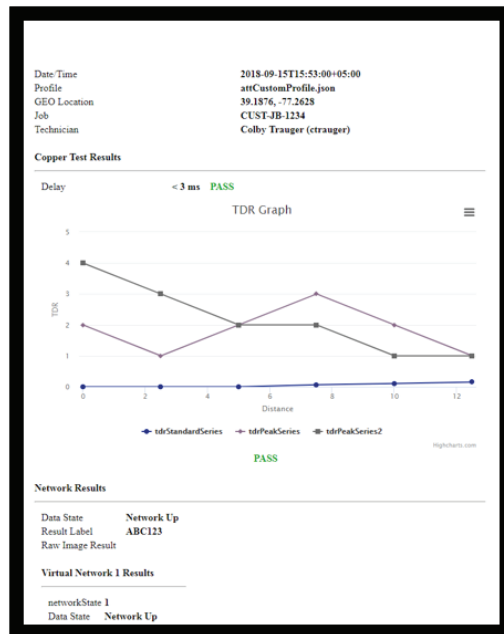 Date/Time 2018-09-15T15:53:00+05:00
Profile attCustomProfile.json
GEO Location 39.1876, -77.2628
Job CUST-JB-1234
Technician Colby Trauger (ctrauger)
Copper Test Results
Delay < 3 ms PASS
TDR Graph
5
4
3
2
1
0
TDR
0 2 4 6 8 10 12
Distance
tdrStandardSeries tdrPeakSeries tdrPeakSeries2
Highcharts.com
PASS
Network Results
Data State Network Up
Result Label ABC123
Raw Image Result
Virtual Network 1 Results
networkState 1
Data State Network Up